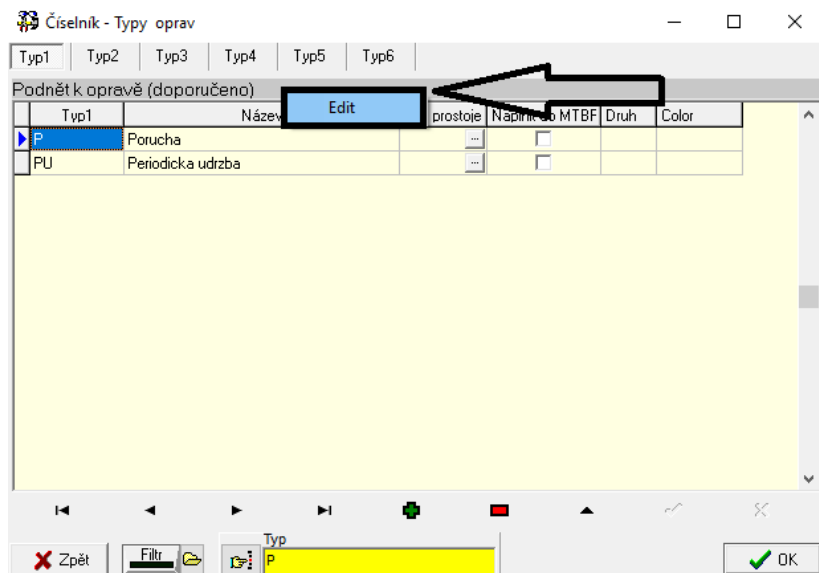 Číselník - Typy oprav
Typ1 Typ2 Typ3 Typ4 Typ5 Typ6
Podnět k opravě (doporučeno)
Edit
Typ1 Název prostoje MTBF Druh Color
P Porucha ...
PU Periodicka udrzba ...
Zpět Filtr Typ P OK